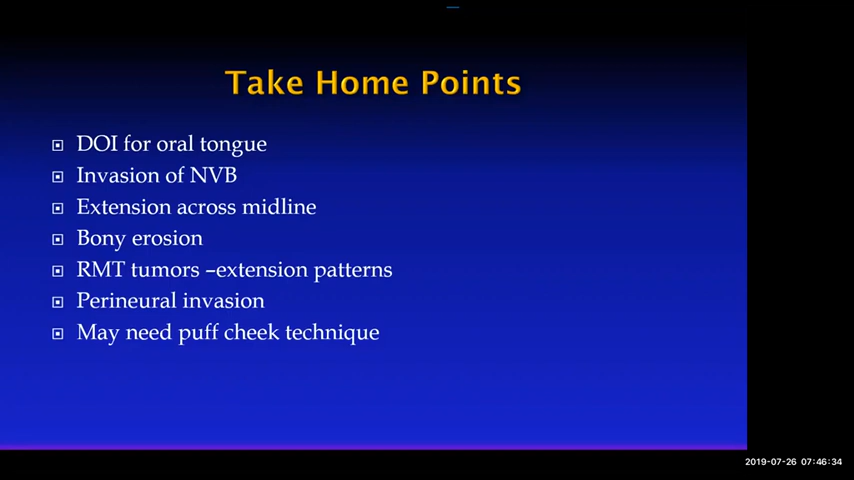 Take Home Points
DOI for oral tongue
Invasion of NVB
Extension across midline
Bony erosion
RMT tumors –extension patterns
Perineural invasion
May need puff cheek technique
2019-07-26 07:46:34